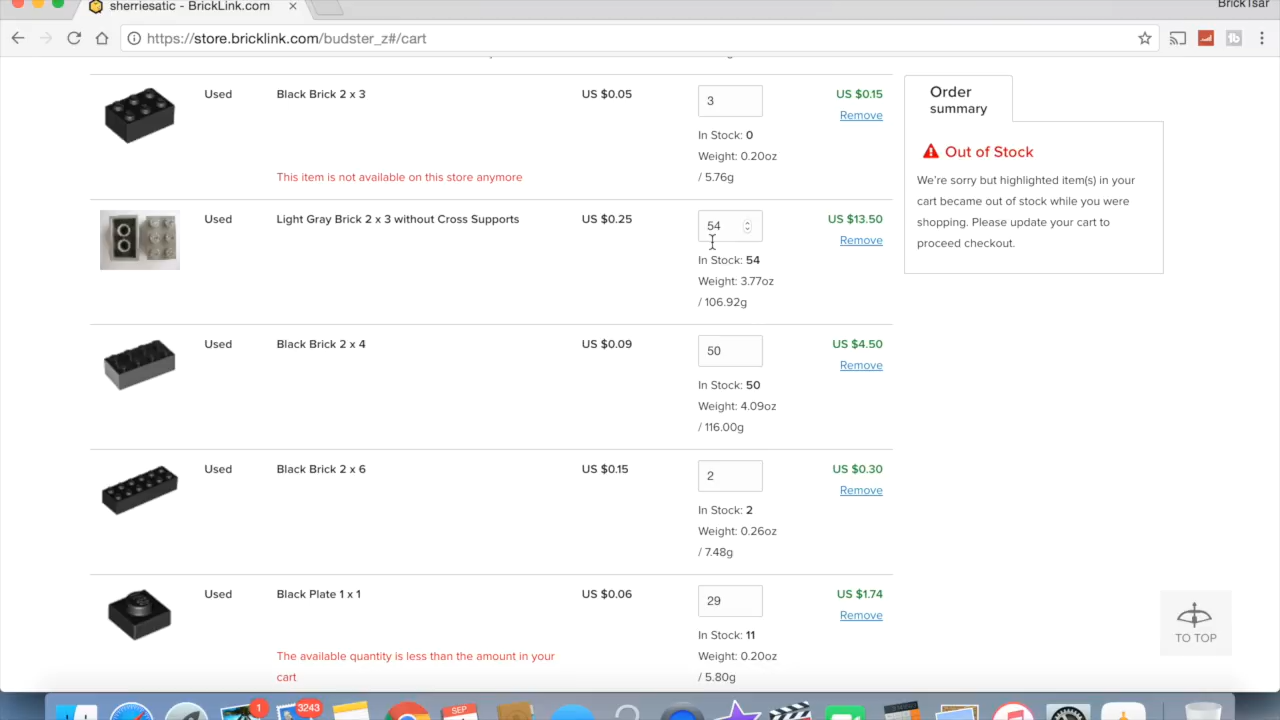 sherriesatic - BrickLink.com
BrickTsar
https://store.bricklink.com/budster_z#/cart
Used
Black Brick 2 x 3
US $0.05
3
US $0.15
Remove
In Stock: 0
Weight: 0.20oz
/ 5.76g
This item is not available on this store anymore
Used
Light Gray Brick 2 x 3 without Cross Supports
US $0.25
54
US $13.50
Remove
In Stock: 54
Weight: 3.77oz
/ 106.92g
Used
Black Brick 2 x 4
US $0.09
50
US $4.50
Remove
In Stock: 50
Weight: 4.09oz
/ 116.00g
Used
Black Brick 2 x 6
US $0.15
2
US $0.30
Remove
In Stock: 2
Weight: 0.26oz
/ 7.48g
Used
Black Plate 1 x 1
US $0.06
29
US $1.74
Remove
In Stock: 11
Weight: 0.20oz
/ 5.80g
The available quantity is less than the amount in your
cart
Order
summary
Out of Stock
We're sorry but highlighted item(s) in your
cart became out of stock while you were
shopping. Please update your cart to
proceed checkout.
TO TOP
1
3243
SEP